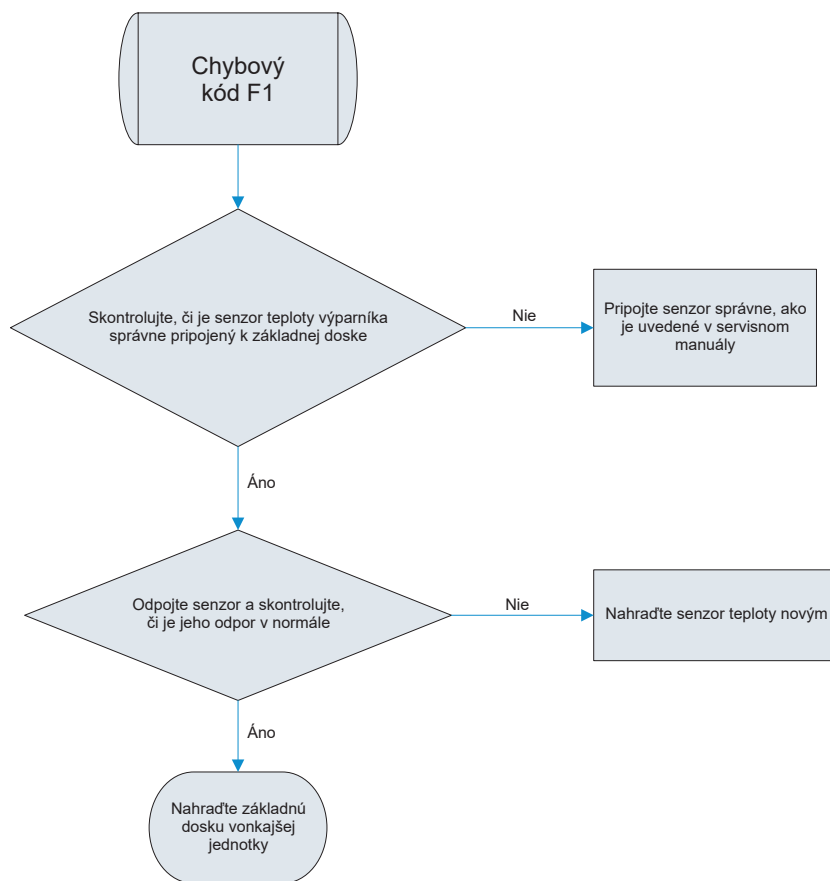 Chybový
kód F1
Skontrolujte, či je senzor teploty výparníka
správne pripojený k základnej doske
Nie
Pripojte senzor správne, ako
je uvedené v servisnom
manuály
Áno
Odpojte senzor a skontrolujte,
či je jeho odpor v normále
Nie
Nahraďte senzor teploty novým
Áno
Nahraďte základnú
dosku vonkajšej
jednotky